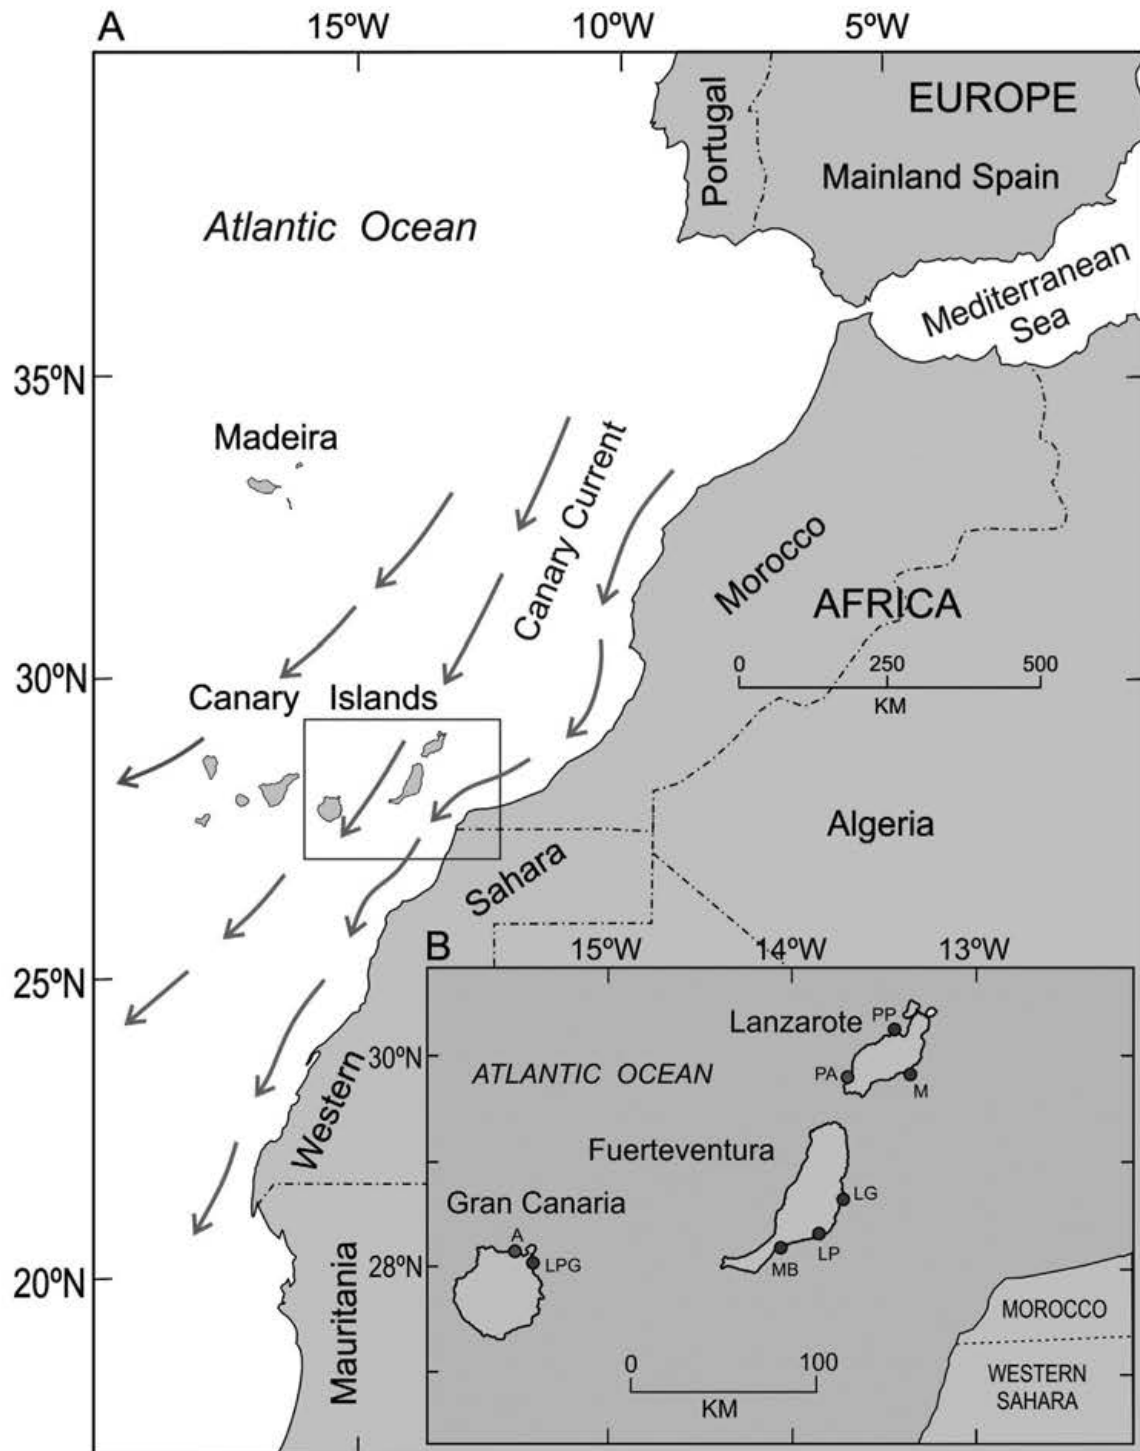 A
15ºW
10ºW
5ºW
EUROPE
Portugal
Mainland Spain
Atlantic Ocean
Mediterranean
Sea
35ºN
Madeira
Canary Current
Morocco
AFRICA
0 250 500
KM
30ºN
Canary Islands
Algeria
Western Sahara
25ºN
20ºN
Mauritania
B
15ºW
14ºW
13ºW
30ºN
28ºN
ATLANTIC OCEAN
Lanzarote
PP
PA
M
Fuerteventura
LG
LP
MB
Gran Canaria
A
LPG
0 100
KM
MOROCCO
WESTERN
SAHARA